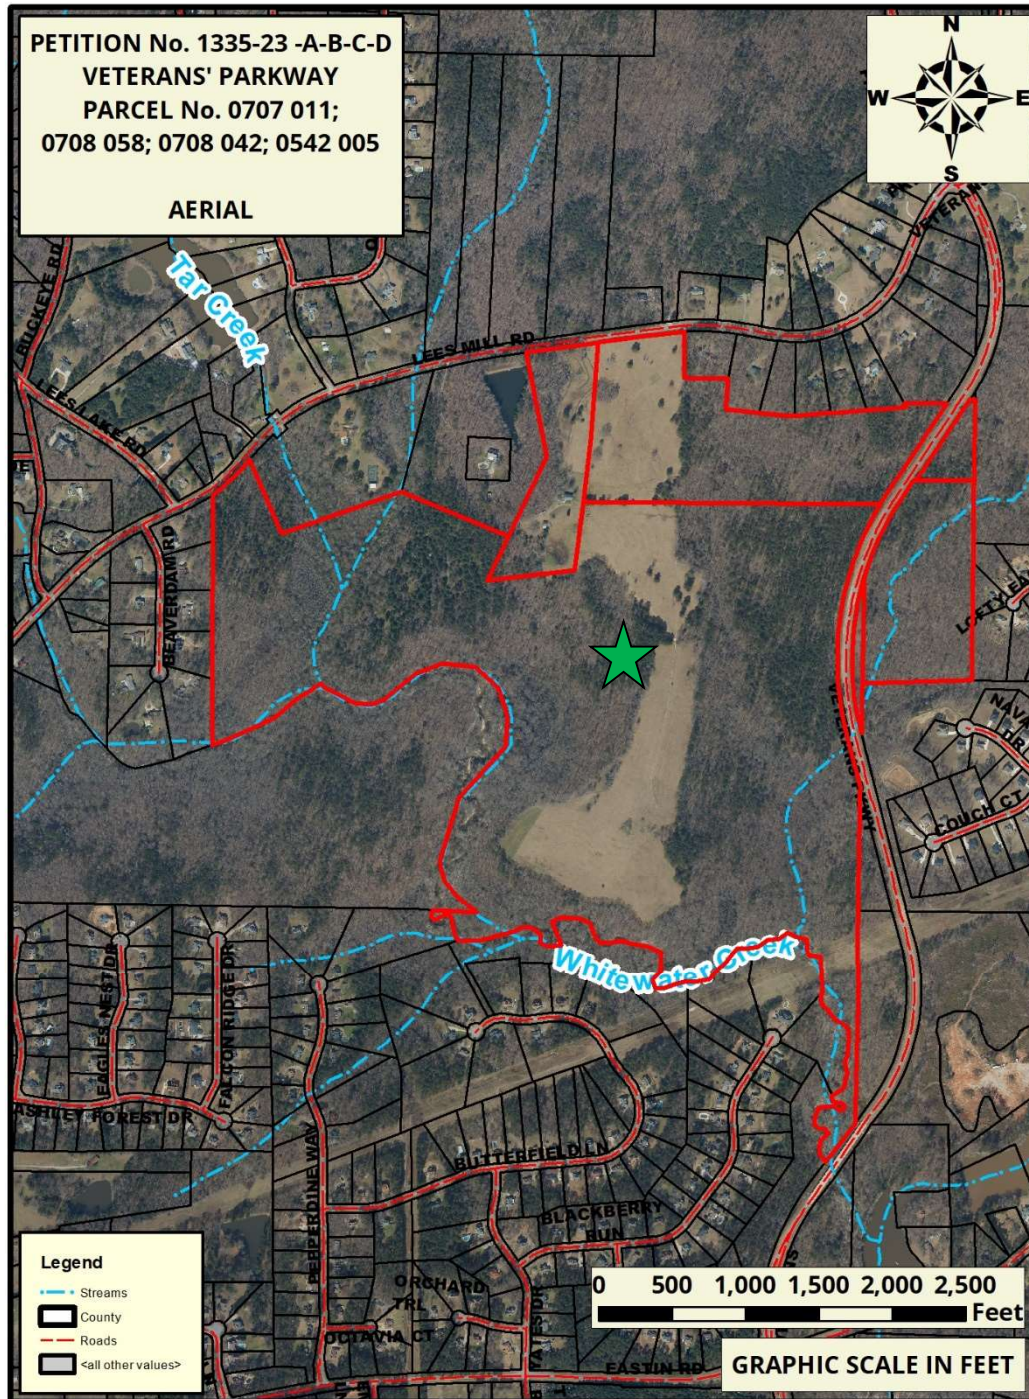 PETITION No. 1335-23 -A-B-C-D
VETERANS' PARKWAY
PARCEL No. 0707 011;
0708 058; 0708 042; 0542 005
AERIAL
N
W
E
S
Tar Creek
BUCKEYE RD
LEES MILL RD
LEES LAKE RD
BEAVERDAM RD
VETERANS PKWY
COUCH CT
DR
Whitewater Creek
EAGLES NEST DR
FALCON RIDGE DR
ASHLEY FOREST DR
PEPPERDINE WAY
BUTTERFIELD LN
BLACKBERRY
RUN
ORCHARD
TRL
OCTAVIA CT
YATES DR
EASTIN RD
Legend
Streams
County
Roads
<all other values>
0 500 1,000 1,500 2,000 2,500
Feet
GRAPHIC SCALE IN FEET